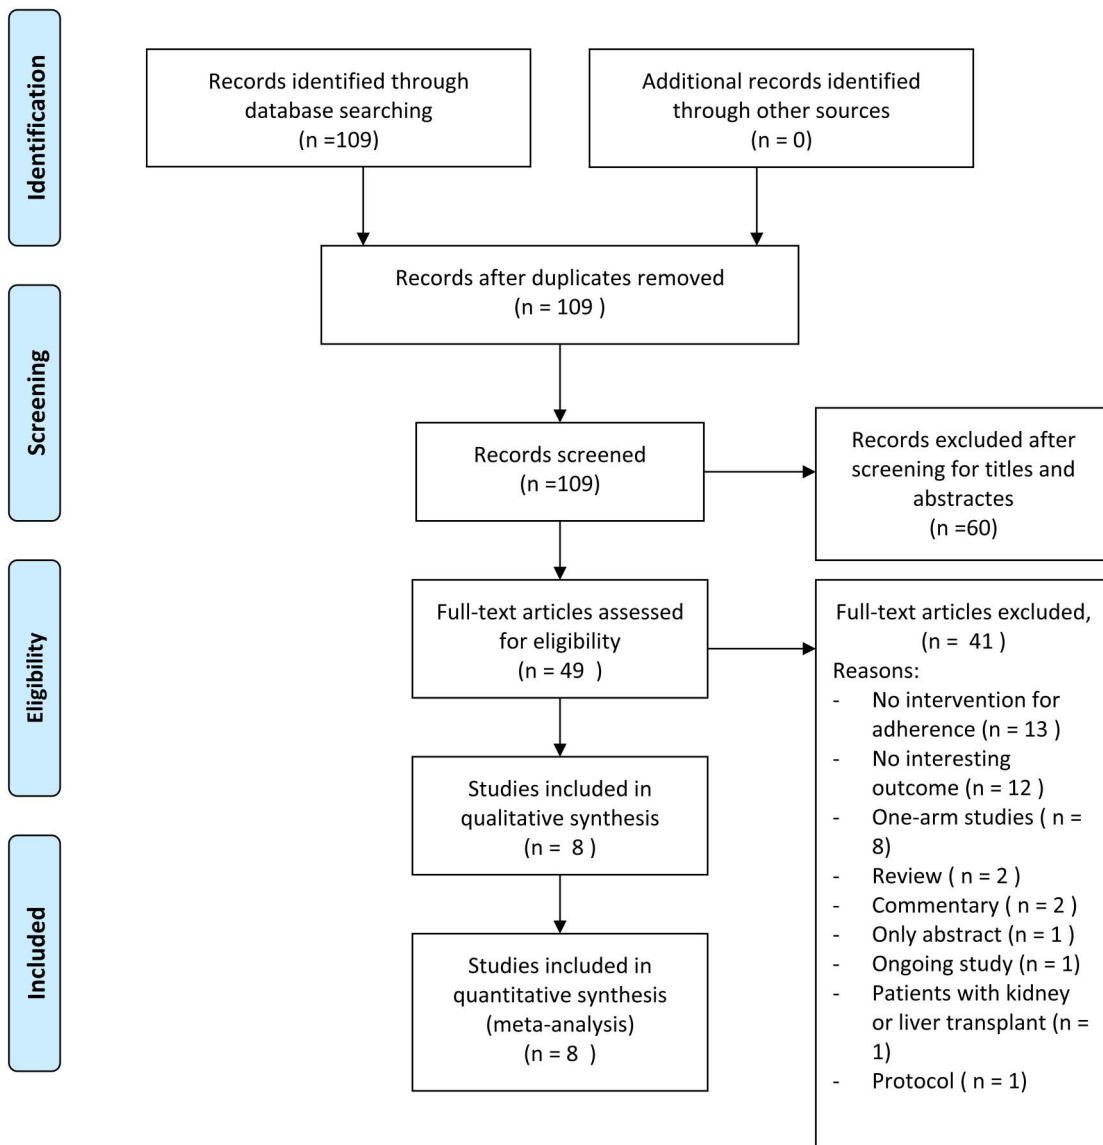 Identification
Records identified through
database searching
(n =109)
Additional records identified
through other sources
(n = 0)
Records after duplicates removed
(n = 109 )
Screening
Records screened
(n =109)
Records excluded after
screening for titles and
abstractes
(n =60)
Eligibility
Full-text articles assessed
for eligibility
(n = 49 )
Full-text articles excluded,
(n = 41 )
Reasons:
- No intervention for
adherence (n = 13 )
- No interesting
outcome (n = 12 )
- One-arm studies ( n =
8)
- Review ( n = 2 )
- Commentary ( n = 2 )
- Only abstract (n = 1 )
- Ongoing study (n = 1)
- Patients with kidney
or liver transplant (n =
1)
- Protocol ( n = 1)
Studies included in
qualitative synthesis
(n = 8 )
Included
Studies included in
quantitative synthesis
(meta-analysis)
(n = 8 )